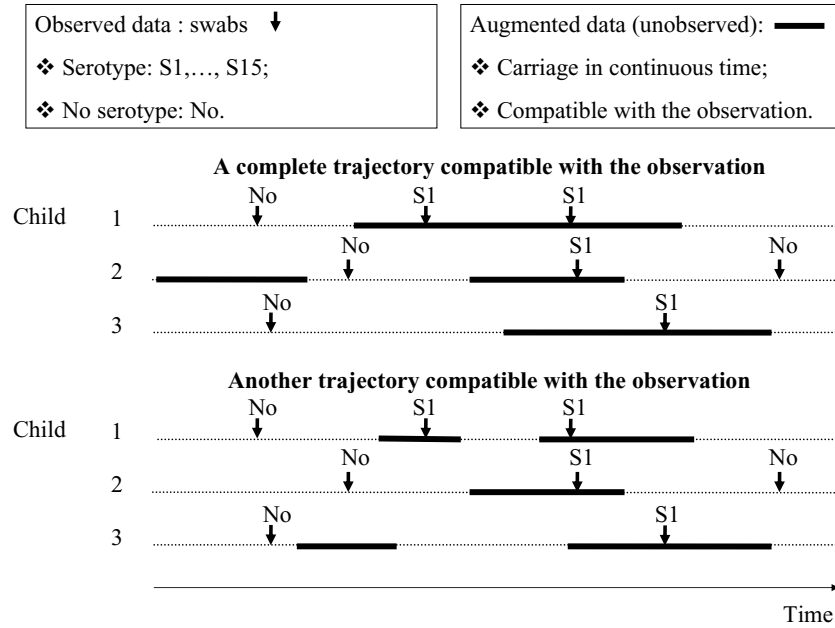 Observed data : swabs
❖ Serotype: S1,…, S15;
❖ No serotype: No.
Augmented data (unobserved):
❖ Carriage in continuous time;
❖ Compatible with the observation.
A complete trajectory compatible with the observation
No S1 S1
Child 1
No S1 No
2
No S1
3
Another trajectory compatible with the observation
No S1 S1
Child 1
No S1 No
2
No S1
3
Time